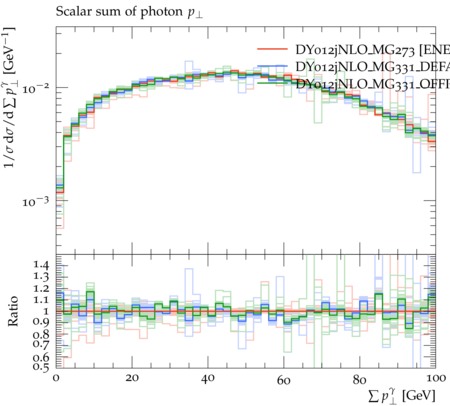 Scalar sum of photon p⊥
1/σ dσ/d ∑ p⊥^γ [GeV⁻¹]
DY012jNLO_MG273 [ENE
DY012jNLO_MG331_DEFA
DY012jNLO_MG331_OFFI
10⁻²
10⁻³
Ratio
1.4
1.3
1.2
1.1
1
0.9
0.8
0.7
0.6
0.5
0 20 40 60 80 100
∑ p⊥^γ [GeV]